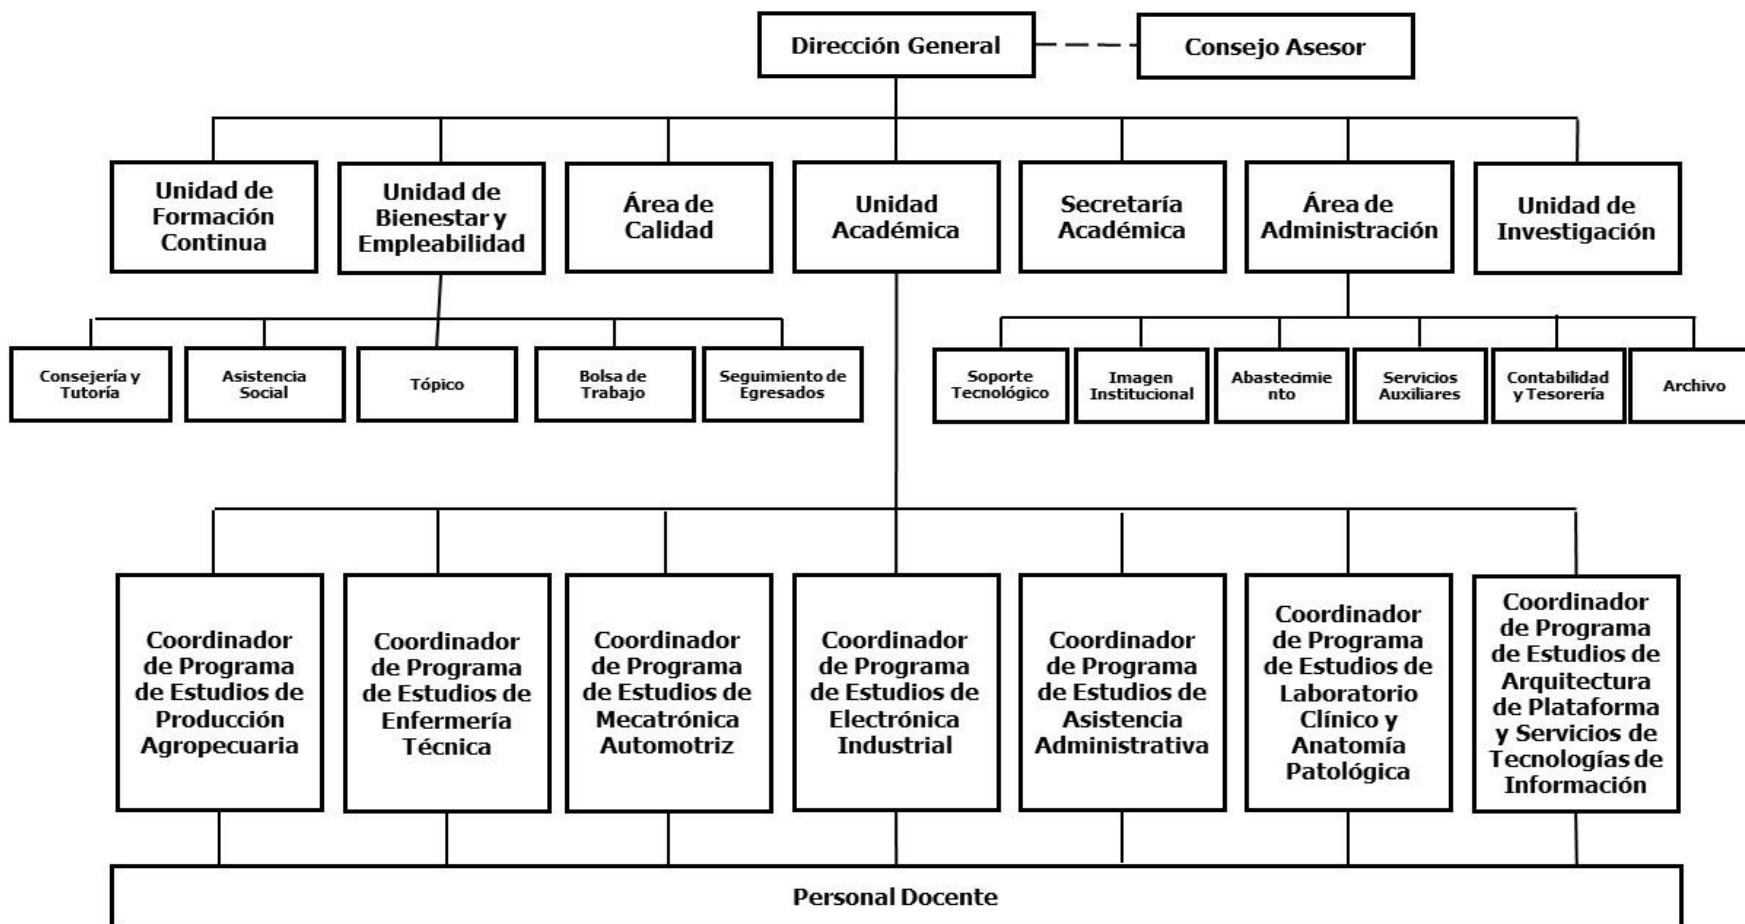 Dirección General
Consejo Asesor
Unidad de
Formación
Continua
Unidad de
Bienestar y
Empleabilidad
Área de
Calidad
Unidad
Académica
Secretaría
Académica
Área de
Administración
Unidad de
Investigación
Consejería y
Tutoría
Asistencia
Social
Tópico
Bolsa de
Trabajo
Seguimiento de
Egresados
Soporte
Tecnológico
Imagen
Institucional
Abastecimie
nto
Servicios
Auxiliares
Contabilidad
y Tesorería
Archivo
Coordinador
de Programa
de Estudios de
Producción
Agropecuaria
Coordinador
de Programa
de Estudios de
Enfermería
Técnica
Coordinador
de Programa
de Estudios de
Mecatrónica
Automotriz
Coordinador
de Programa
de Estudios de
Electrónica
Industrial
Coordinador
de Programa
de Estudios de
Asistencia
Administrativa
Coordinador
de Programa
de Estudios de
Laboratorio
Clínico y
Anatomía
Patológica
Coordinador
de Programa
de Estudios de
Arquitectura
de Plataforma
y Servicios de
Tecnologías de
Información
Personal Docente